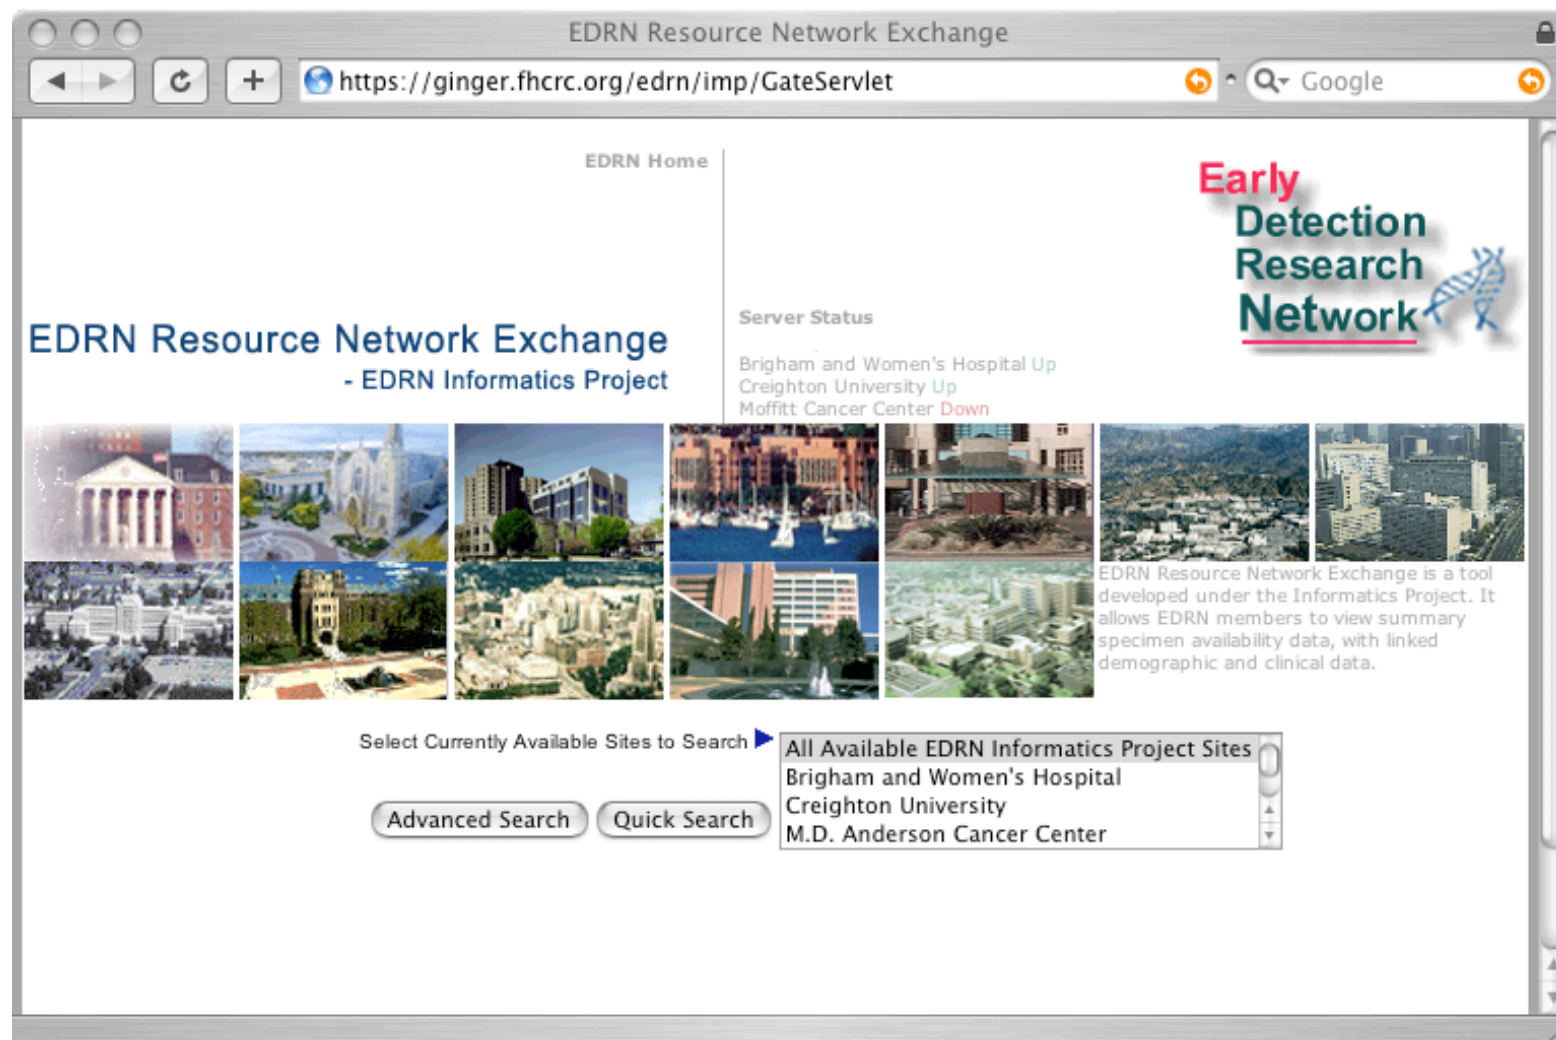 EDRN Resource Network Exchange
https://ginger.fhcrc.org/edrn/imp/GateServlet
Google
EDRN Home
Early
Detection
Research
Network
EDRN Resource Network Exchange
- EDRN Informatics Project
Server Status
Brigham and Women's Hospital Up
Creighton University Up
Moffitt Cancer Center Down
EDRN Resource Network Exchange is a tool
developed under the Informatics Project. It
allows EDRN members to view summary
specimen availability data, with linked
demographic and clinical data.
Select Currently Available Sites to Search
All Available EDRN Informatics Project Sites
Brigham and Women's Hospital
Creighton University
M.D. Anderson Cancer Center
Advanced Search
Quick Search